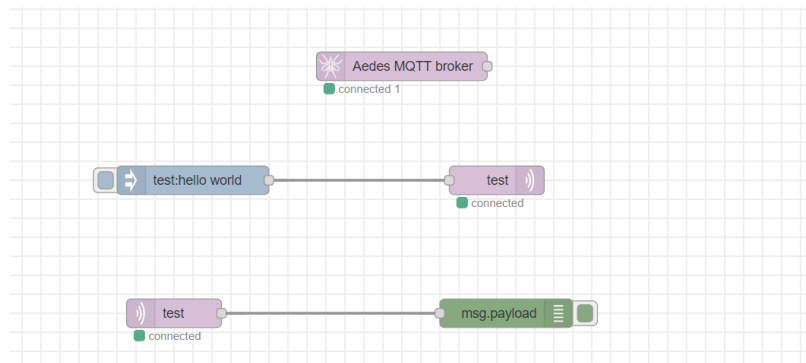 Aedes MQTT broker
connected 1
test:hello world
test
connected
test
msg.payload
connected